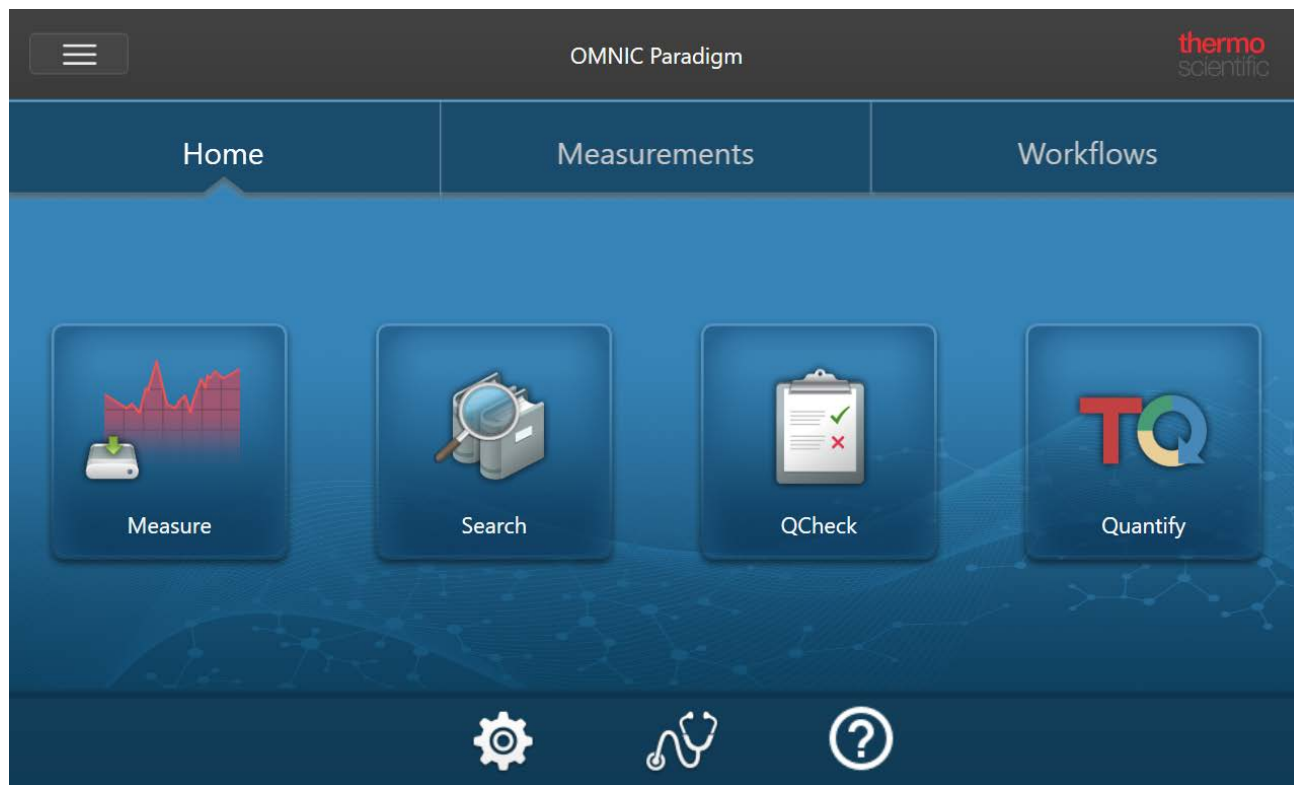 OMNIC Paradigm
thermo
scientific
Home
Measurements
Workflows
TQ
Measure
Search
QCheck
Quantify
?